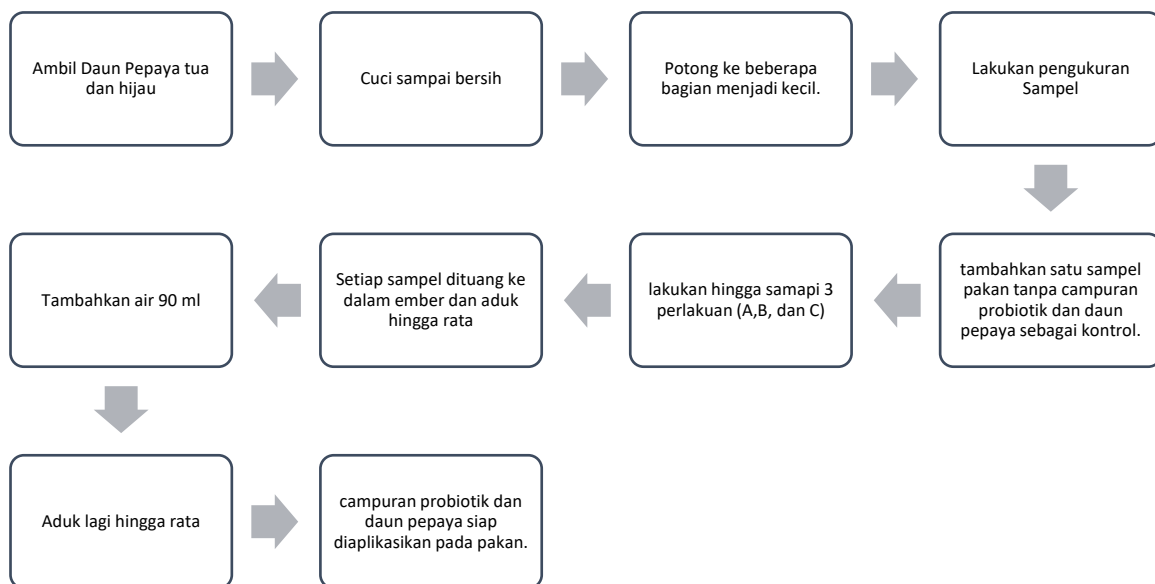 Ambil Daun Pepaya tua
dan hijau
Cuci sampai bersih
Potong ke beberapa
bagian menjadi kecil.
Lakukan pengukuran
Sampel
tambahkan satu sampel
pakan tanpa campuran
probiotik dan daun
pepaya sebagai kontrol.
lakukan hingga samapi 3
perlakuan (A,B, dan C)
Setiap sampel dituang ke
dalam ember dan aduk
hingga rata
Tambahkan air 90 ml
Aduk lagi hingga rata
campuran probiotik dan
daun pepaya siap
diaplikasikan pada pakan.